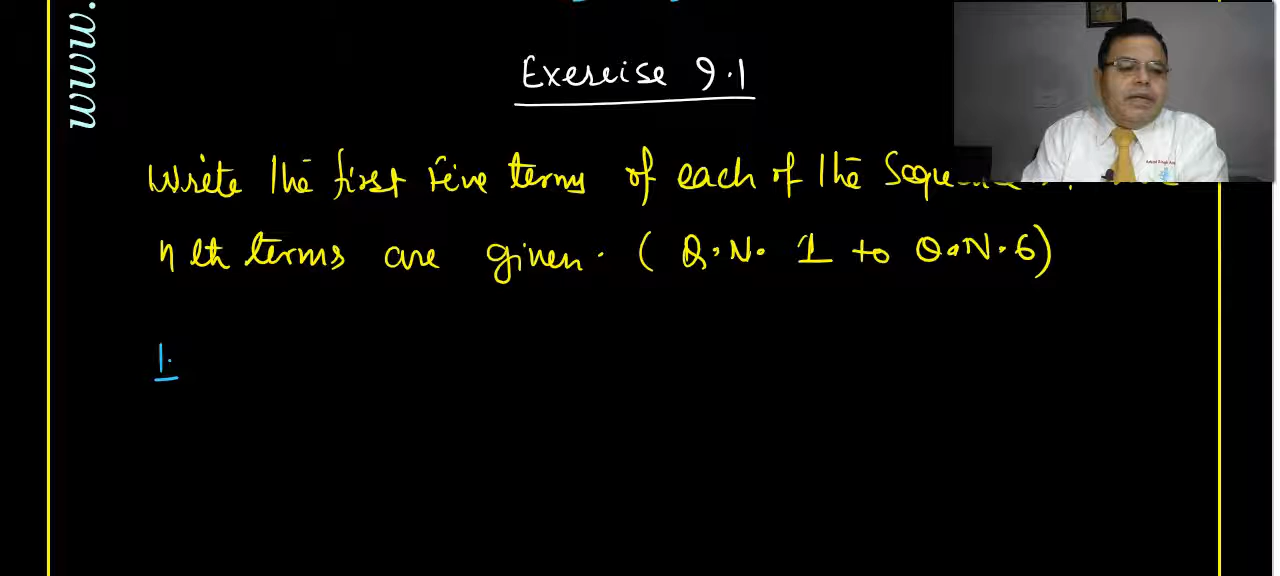 www.
Exercise 9.1
Write the first five terms of each of the
nth terms are given. (Q.N. 1 to Q.N. 6)
1.